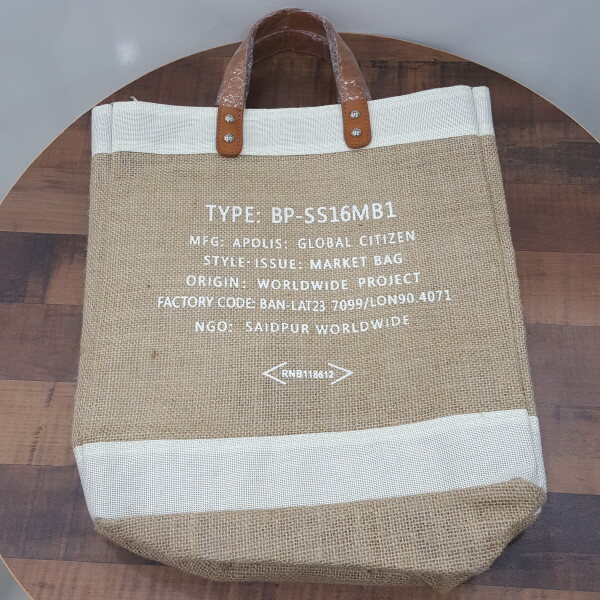 TYPE: BP-SS16MB1
MFG: APOLIS: GLOBAL CITIZEN
STYLE-ISSUE: MARKET BAG
ORIGIN: WORLDWIDE PROJECT
FACTORY CODE: BAN-LAT23 7099/LON90.4071
NGO: SAIDPUR WORLDWIDE
RNB118612